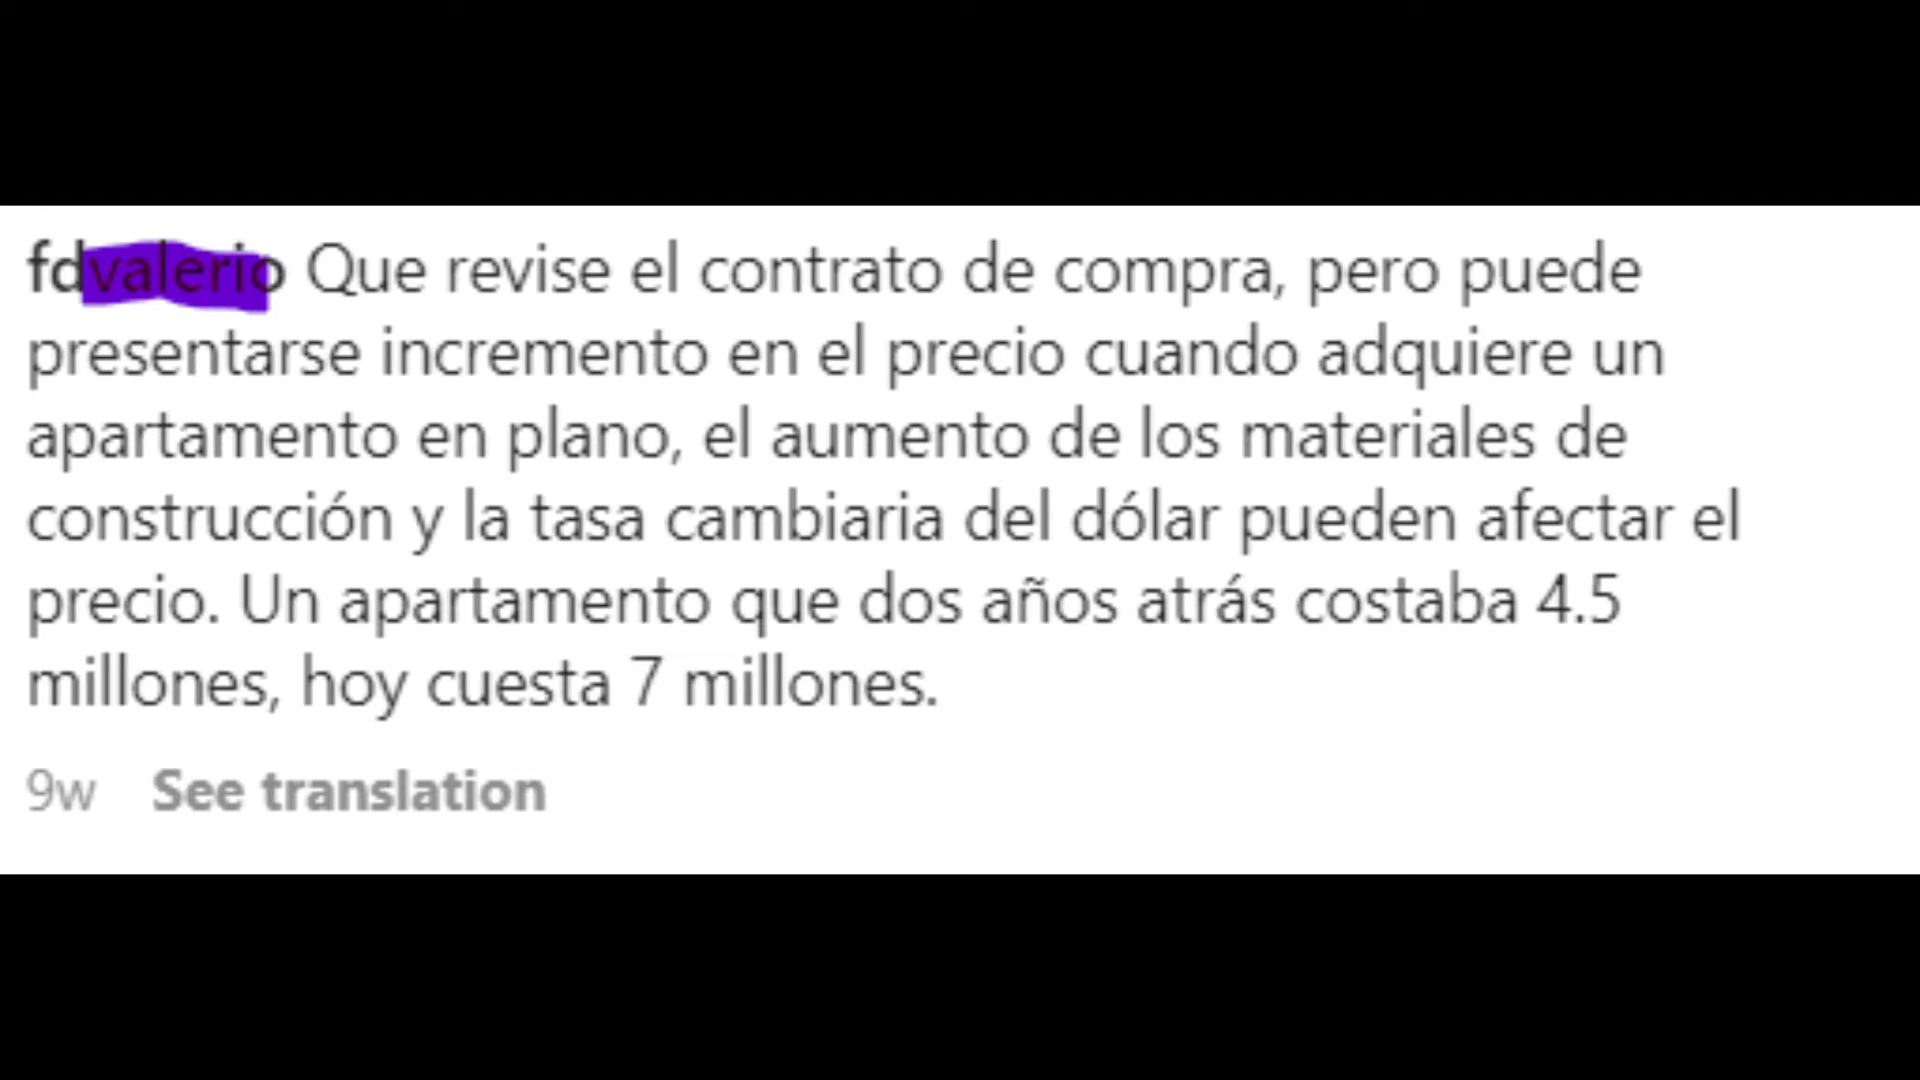 fdvalerio Que revise el contrato de compra, pero puede
presentarse incremento en el precio cuando adquiere un
apartamento en plano, el aumento de los materiales de
construcción y la tasa cambiaria del dólar pueden afectar el
precio. Un apartamento que dos años atrás costaba 4.5
millones, hoy cuesta 7 millones.
9w See translation